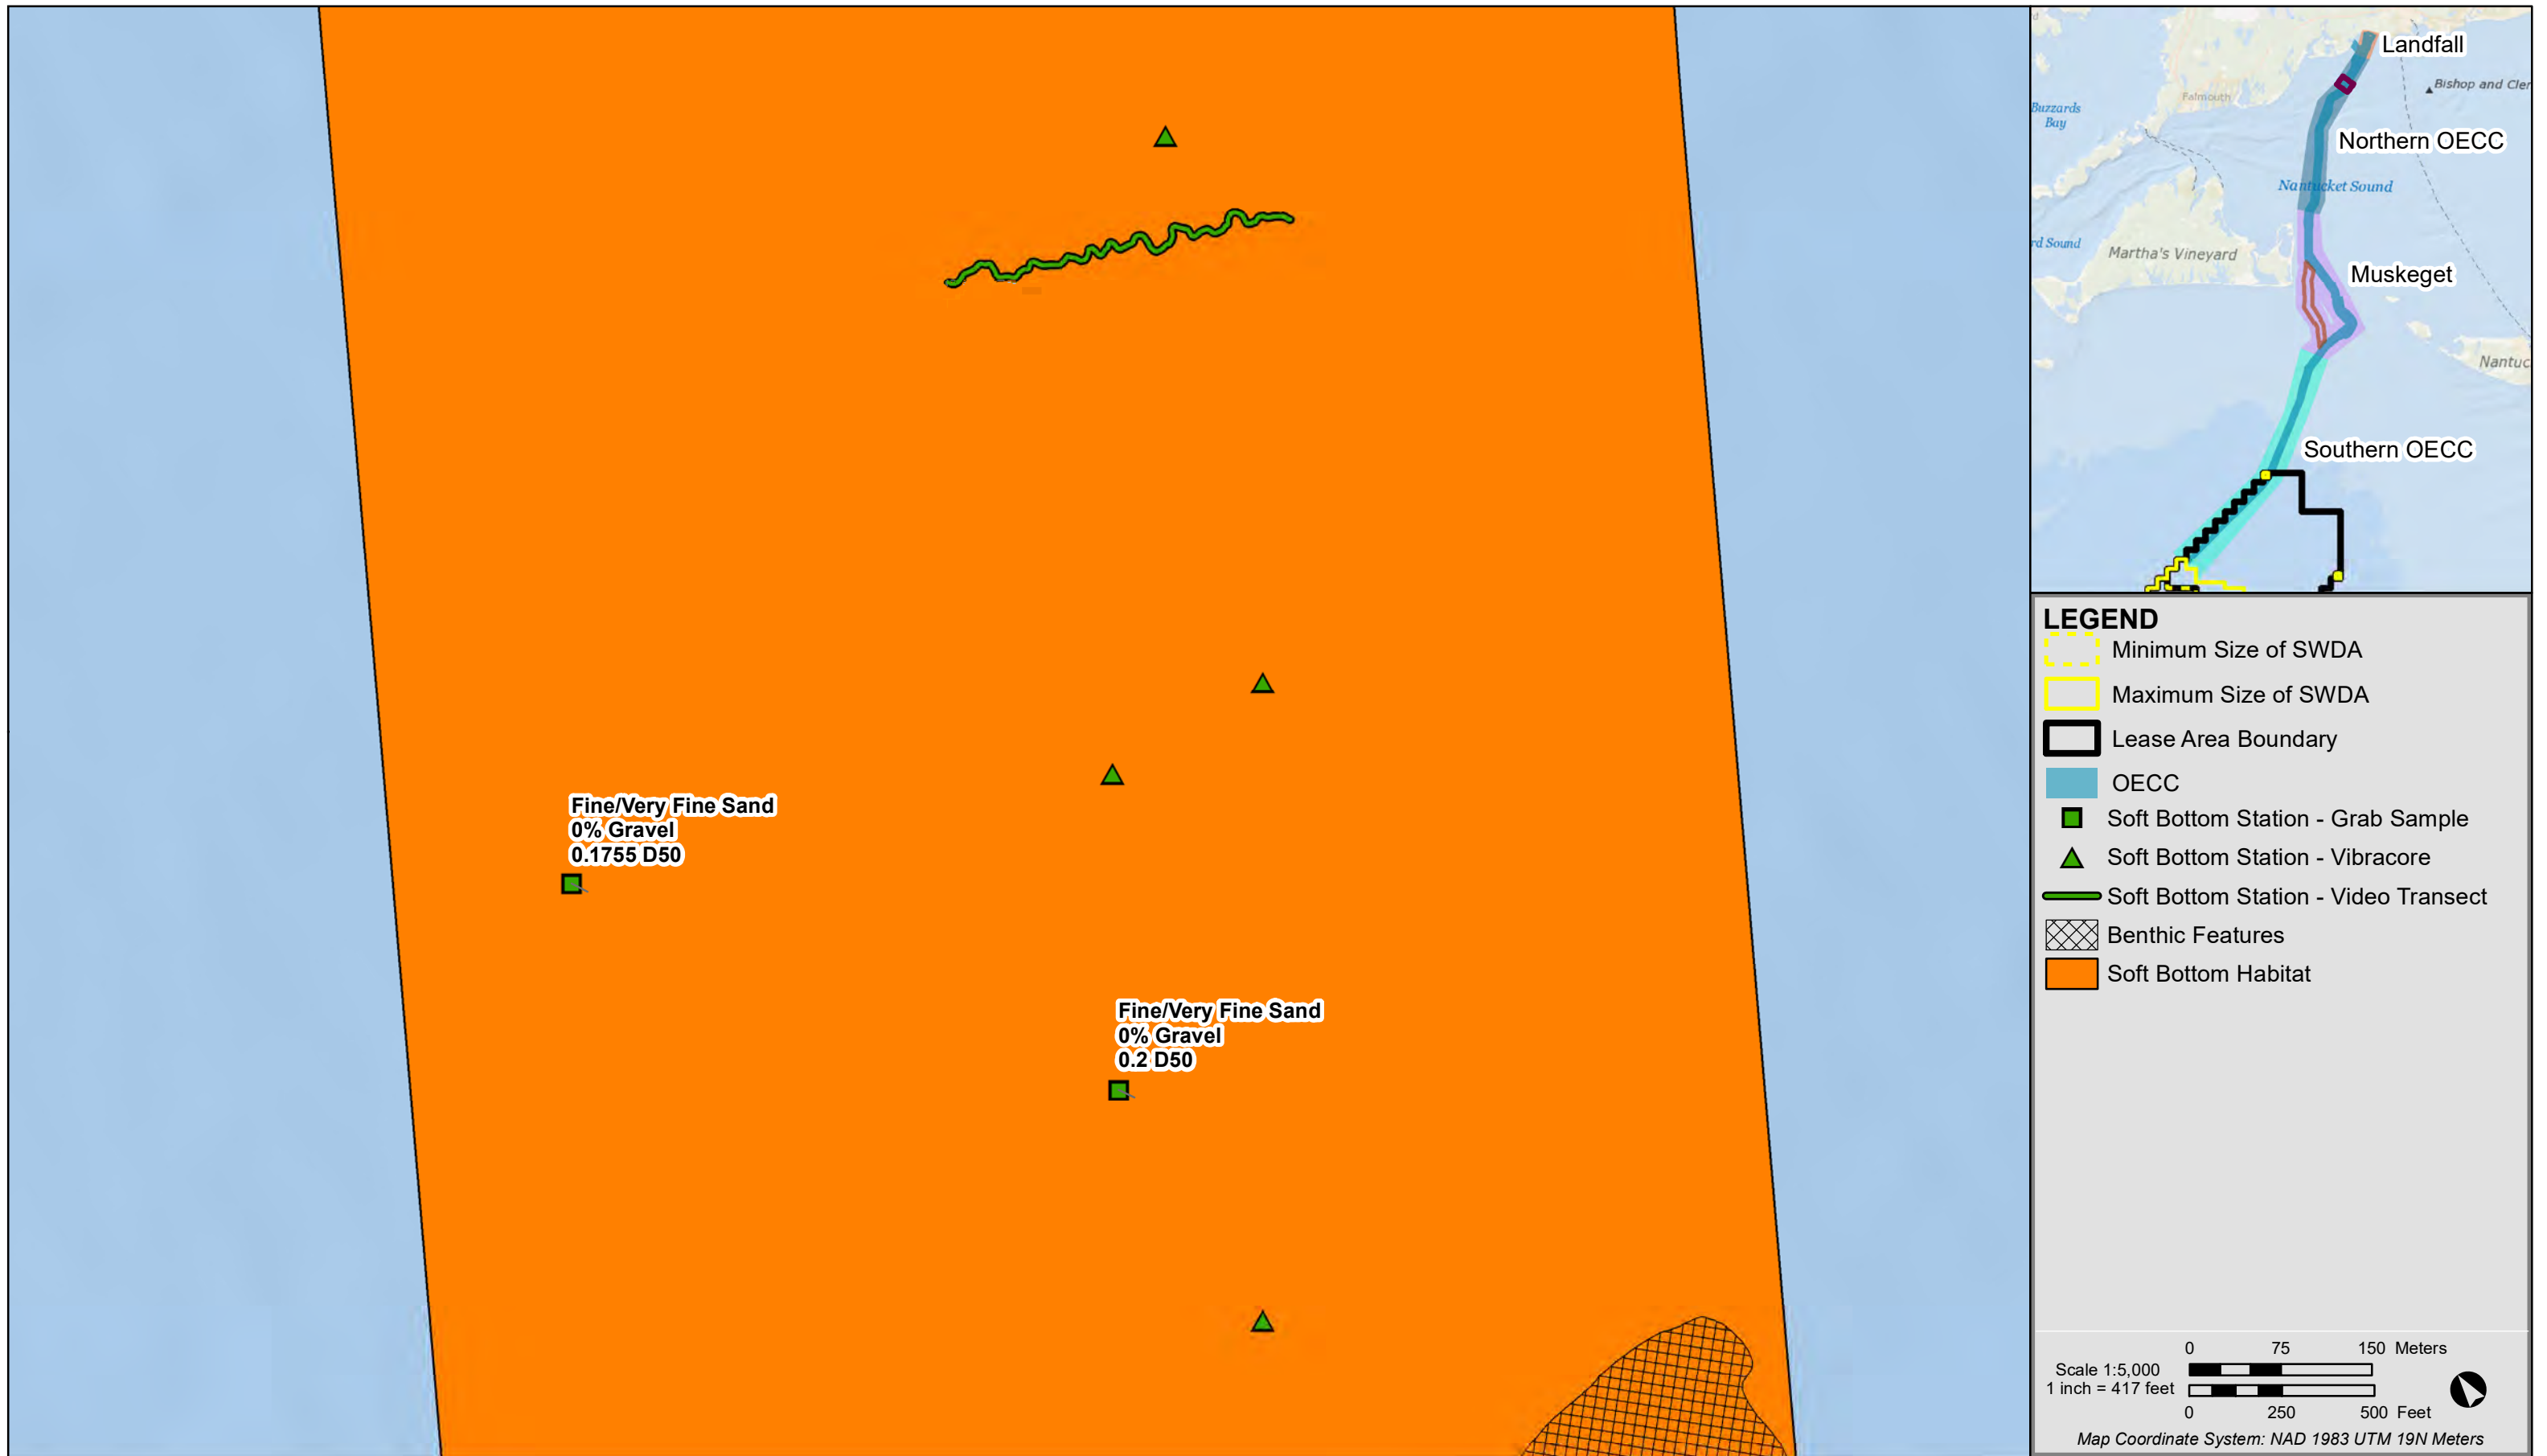 Fine/Very Fine Sand
0% Gravel
0.1755 D50
Fine/Very Fine Sand
0% Gravel
0.2 D50
Landfall
Bishop and Cler
Falmouth
Buzzards
Bay
Northern OECC
Nantucket Sound
rd Sound
Martha's Vineyard
Muskeget
Nantuc
Southern OECC
LEGEND
Minimum Size of SWDA
Maximum Size of SWDA
Lease Area Boundary
OECC
Soft Bottom Station - Grab Sample
Soft Bottom Station - Vibracore
Soft Bottom Station - Video Transect
Benthic Features
Soft Bottom Habitat
0 75 150 Meters
Scale 1:5,000
1 inch = 417 feet
0 250 500 Feet
Map Coordinate System: NAD 1983 UTM 19N Meters